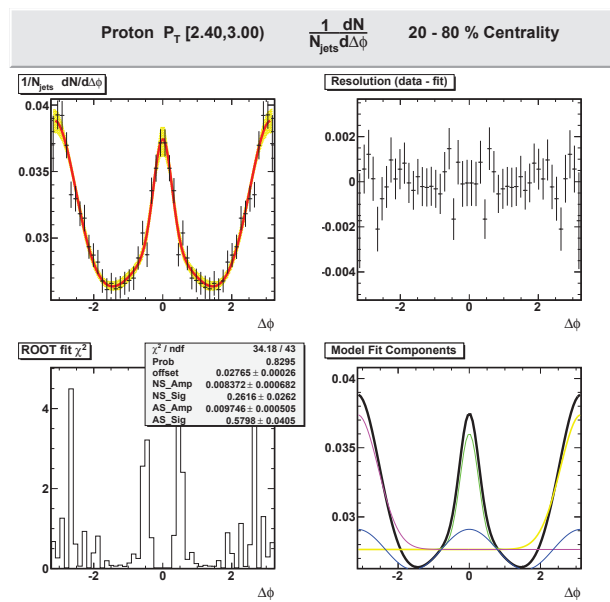 Proton P_T [2.40,3.00) 1 dN / N_jets dΔϕ 20 - 80 % Centrality
1/N_jets dN/dΔϕ
0.04
0.035
0.03
-2 0 2
Δϕ
Resolution (data - fit)
0.002
0
-0.002
-0.004
-2 0 2
Δϕ
ROOT fit χ²
χ² / ndf 34.18 / 43
Prob 0.8295
offset 0.02765 ± 0.00026
NS_Amp 0.008372 ± 0.000682
NS_Sig 0.2616 ± 0.0262
AS_Amp 0.009746 ± 0.000505
AS_Sig 0.5798 ± 0.0405
4
2
0
-2 0 2
Δϕ
Model Fit Components
0.04
0.035
0.03
-2 0 2
Δϕ